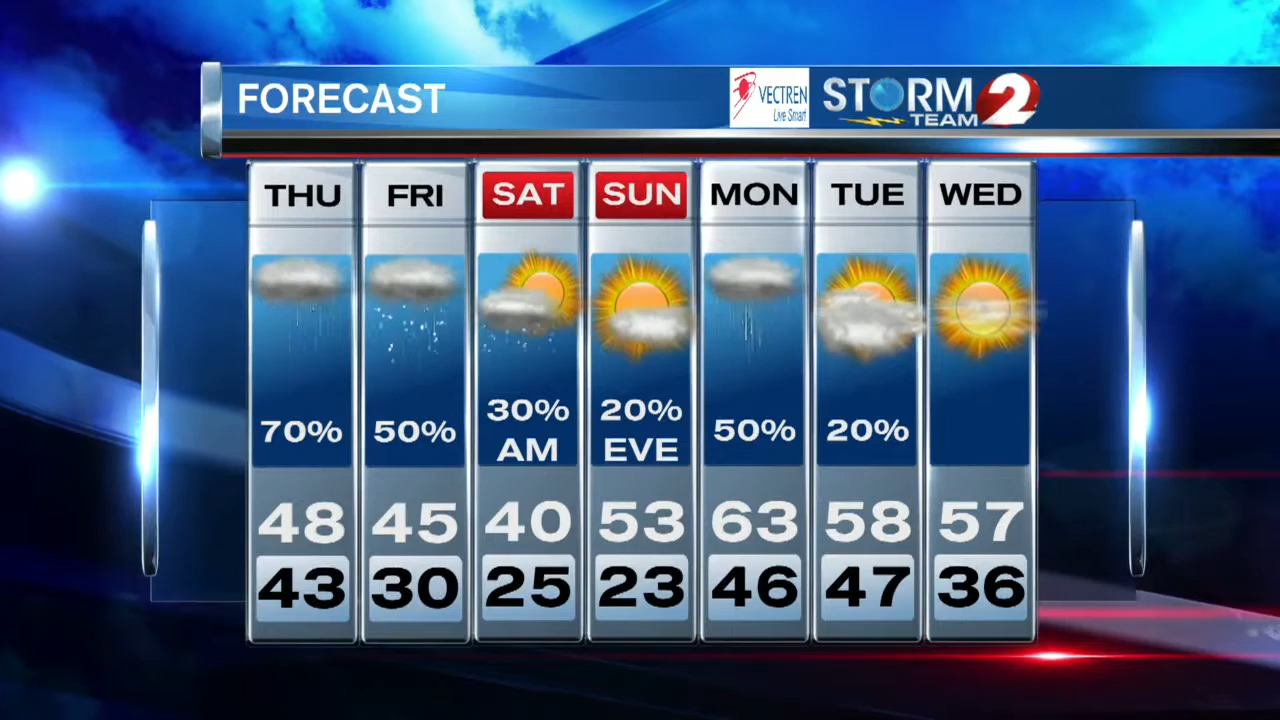 FORECAST
VECTREN
Live Smart
STORM
TEAM 2
THU FRI SAT SUN MON TUE WED
70% 50% 30% AM 20% EVE 50% 20%
48 45 40 53 63 58 57
43 30 25 23 46 47 36